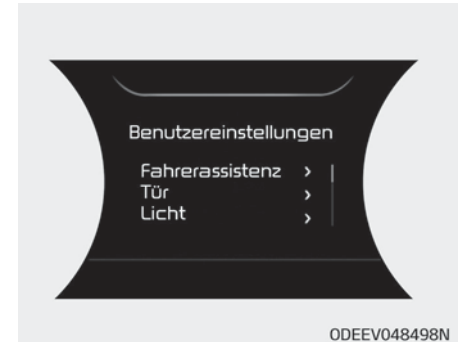 Benutzereinstellungen
Fahrerassistenz >
Tür >
Licht >
ODEEV048498N